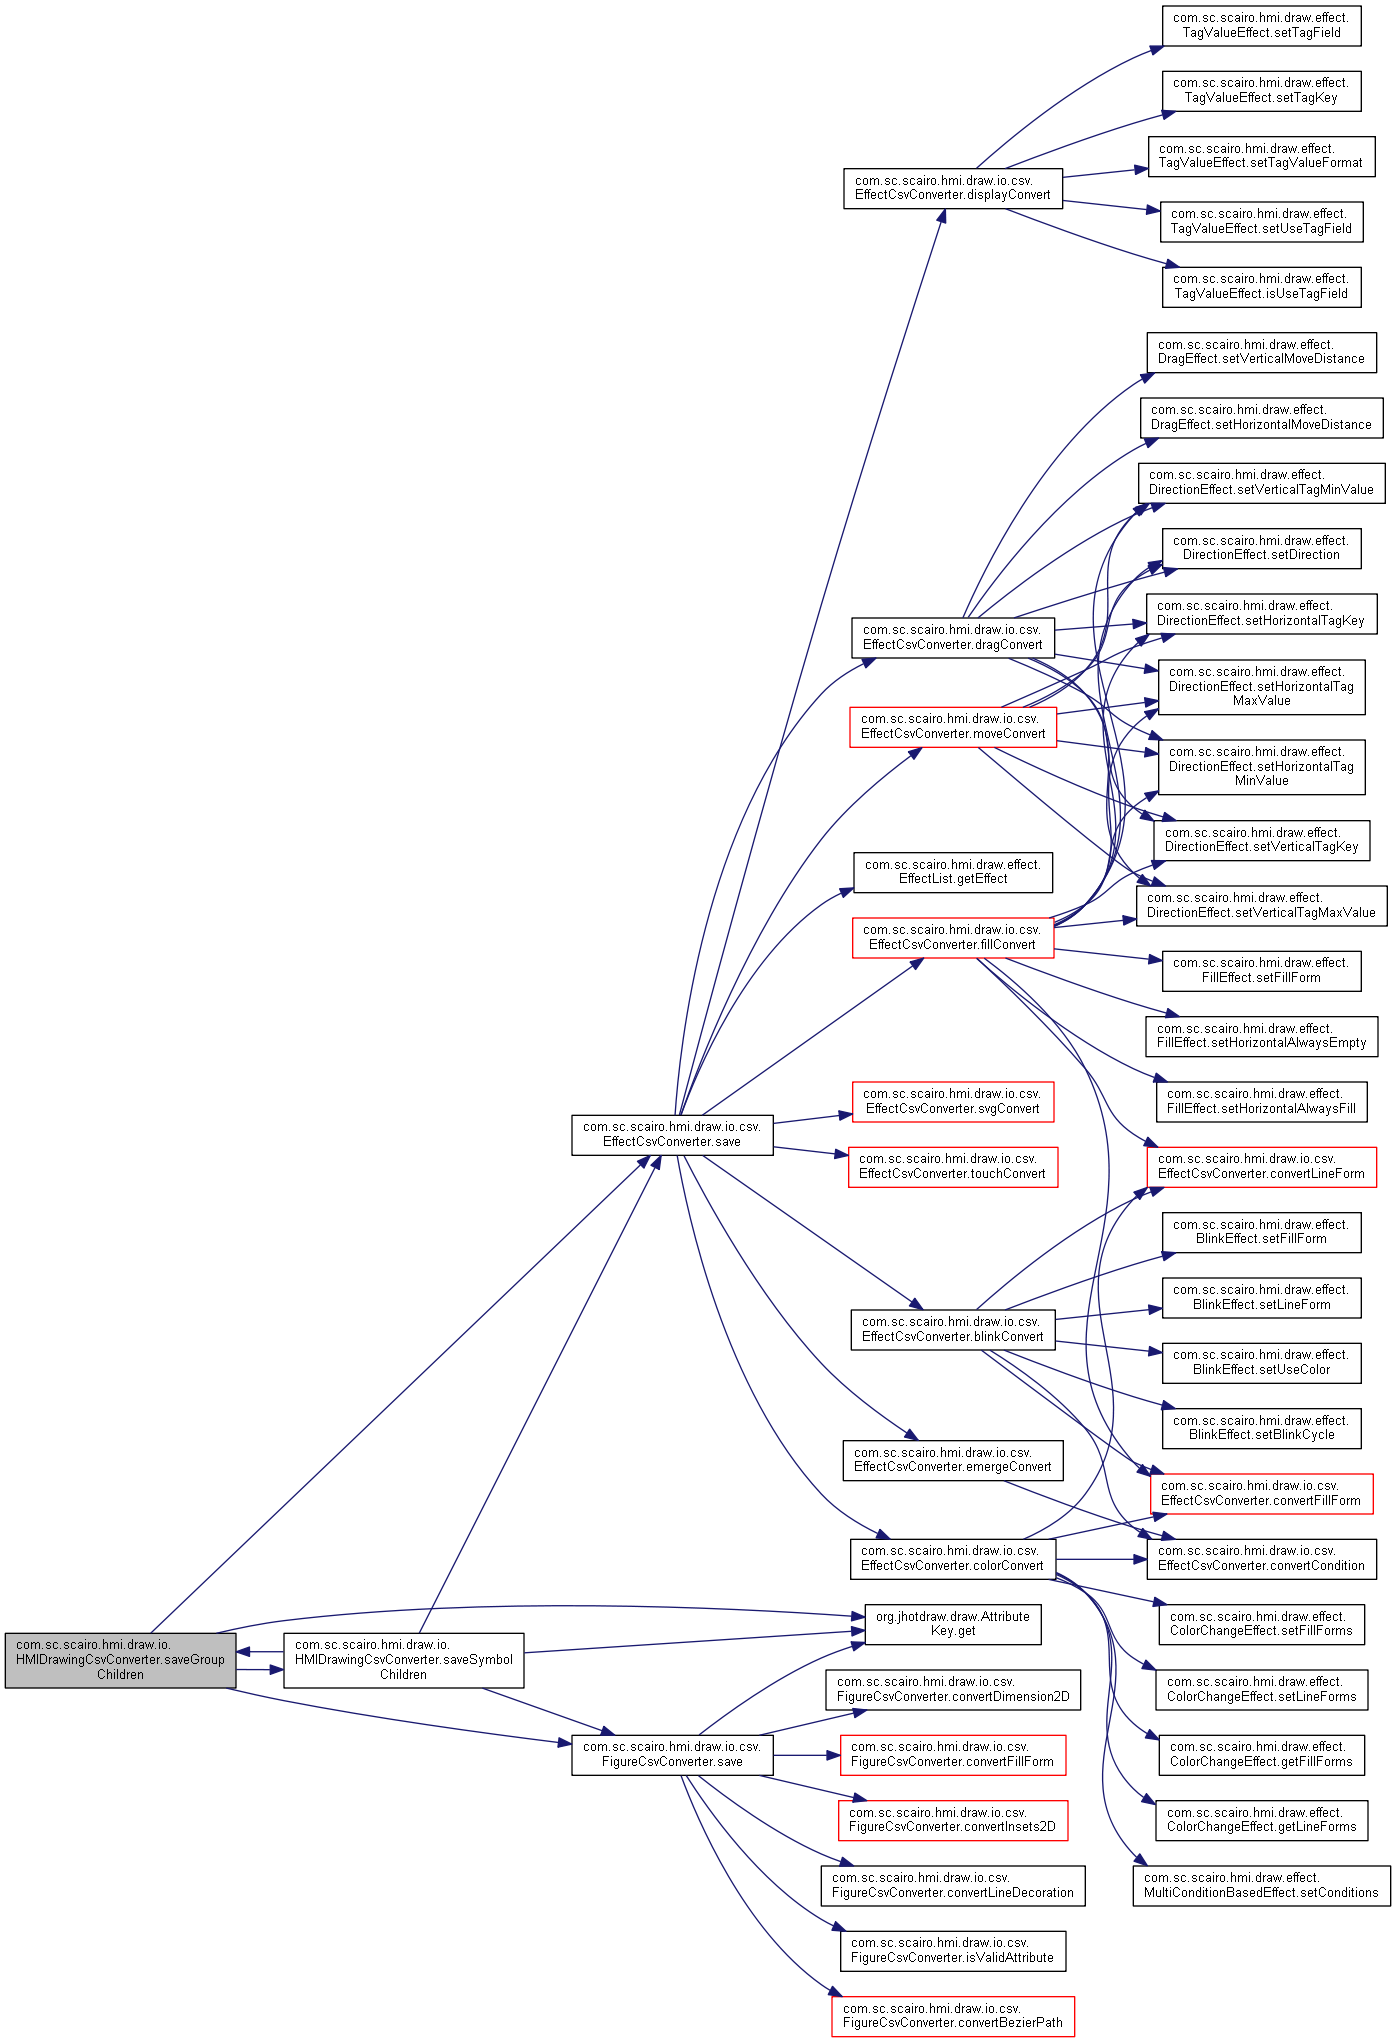 com.sc.scairo.hmi.draw.io.
HMIDrawingCsvConverter.saveGroup
Children
com.sc.scairo.hmi.draw.io.
HMIDrawingCsvConverter.saveSymbol
Children
com.sc.scairo.hmi.draw.io.csv.
EffectCsvConverter.save
com.sc.scairo.hmi.draw.io.csv.
FigureCsvConverter.save
com.sc.scairo.hmi.draw.io.csv.
EffectCsvConverter.displayConvert
com.sc.scairo.hmi.draw.io.csv.
EffectCsvConverter.dragConvert
com.sc.scairo.hmi.draw.io.csv.
EffectCsvConverter.moveConvert
com.sc.scairo.hmi.draw.effect.
EffectList.getEffect
com.sc.scairo.hmi.draw.io.csv.
EffectCsvConverter.fillConvert
com.sc.scairo.hmi.draw.io.csv.
EffectCsvConverter.svgConvert
com.sc.scairo.hmi.draw.io.csv.
EffectCsvConverter.touchConvert
com.sc.scairo.hmi.draw.io.csv.
EffectCsvConverter.blinkConvert
com.sc.scairo.hmi.draw.io.csv.
EffectCsvConverter.emergeConvert
com.sc.scairo.hmi.draw.io.csv.
EffectCsvConverter.colorConvert
org.jhotdraw.draw.Attribute
Key.get
com.sc.scairo.hmi.draw.io.csv.
FigureCsvConverter.convertDimension2D
com.sc.scairo.hmi.draw.io.csv.
FigureCsvConverter.convertFillForm
com.sc.scairo.hmi.draw.io.csv.
FigureCsvConverter.convertInsets2D
com.sc.scairo.hmi.draw.io.csv.
FigureCsvConverter.convertLineDecoration
com.sc.scairo.hmi.draw.io.csv.
FigureCsvConverter.isValidAttribute
com.sc.scairo.hmi.draw.io.csv.
FigureCsvConverter.convertBezierPath
com.sc.scairo.hmi.draw.effect.
TagValueEffect.setTagField
com.sc.scairo.hmi.draw.effect.
TagValueEffect.setTagKey
com.sc.scairo.hmi.draw.effect.
TagValueEffect.setTagValueFormat
com.sc.scairo.hmi.draw.effect.
TagValueEffect.setUseTagField
com.sc.scairo.hmi.draw.effect.
TagValueEffect.isUseTagField
com.sc.scairo.hmi.draw.effect.
DragEffect.setVerticalMoveDistance
com.sc.scairo.hmi.draw.effect.
DragEffect.setHorizontalMoveDistance
com.sc.scairo.hmi.draw.effect.
DirectionEffect.setVerticalTagMinValue
com.sc.scairo.hmi.draw.effect.
DirectionEffect.setDirection
com.sc.scairo.hmi.draw.effect.
DirectionEffect.setHorizontalTagKey
com.sc.scairo.hmi.draw.effect.
DirectionEffect.setHorizontalTag
MaxValue
com.sc.scairo.hmi.draw.effect.
DirectionEffect.setHorizontalTag
MinValue
com.sc.scairo.hmi.draw.effect.
DirectionEffect.setVerticalTagKey
com.sc.scairo.hmi.draw.effect.
DirectionEffect.setVerticalTagMaxValue
com.sc.scairo.hmi.draw.effect.
FillEffect.setFillForm
com.sc.scairo.hmi.draw.effect.
FillEffect.setHorizontalAlwaysEmpty
com.sc.scairo.hmi.draw.effect.
FillEffect.setHorizontalAlwaysFill
com.sc.scairo.hmi.draw.io.csv.
EffectCsvConverter.convertLineForm
com.sc.scairo.hmi.draw.effect.
BlinkEffect.setFillForm
com.sc.scairo.hmi.draw.effect.
BlinkEffect.setLineForm
com.sc.scairo.hmi.draw.effect.
BlinkEffect.setUseColor
com.sc.scairo.hmi.draw.effect.
BlinkEffect.setBlinkCycle
com.sc.scairo.hmi.draw.io.csv.
EffectCsvConverter.convertFillForm
com.sc.scairo.hmi.draw.io.csv.
EffectCsvConverter.convertCondition
com.sc.scairo.hmi.draw.effect.
ColorChangeEffect.setFillForms
com.sc.scairo.hmi.draw.effect.
ColorChangeEffect.setLineForms
com.sc.scairo.hmi.draw.effect.
ColorChangeEffect.getFillForms
com.sc.scairo.hmi.draw.effect.
ColorChangeEffect.getLineForms
com.sc.scairo.hmi.draw.effect.
MultiConditionBasedEffect.setConditions